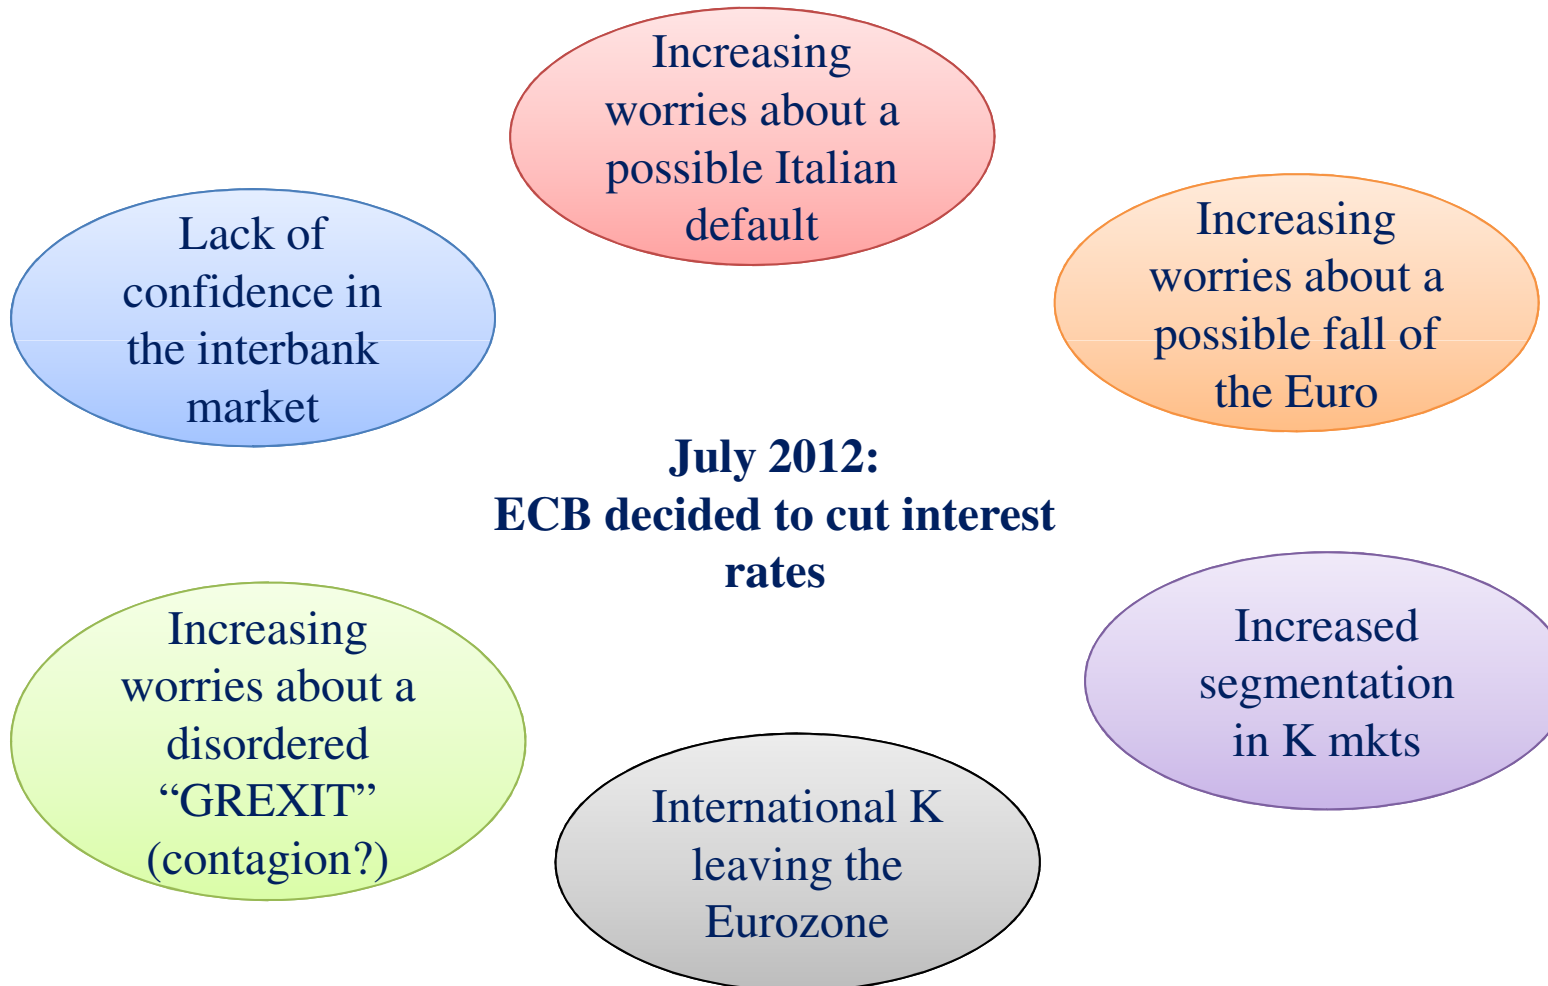 Increasing
worries about a
possible Italian
default
Lack of
confidence in
the interbank
market
Increasing
worries about a
possible fall of
the Euro
July 2012:
ECB decided to cut interest
rates
Increasing
worries about a
disordered
“GREXIT”
(contagion?)
Increased
segmentation
in K mkts
International K
leaving the
Eurozone